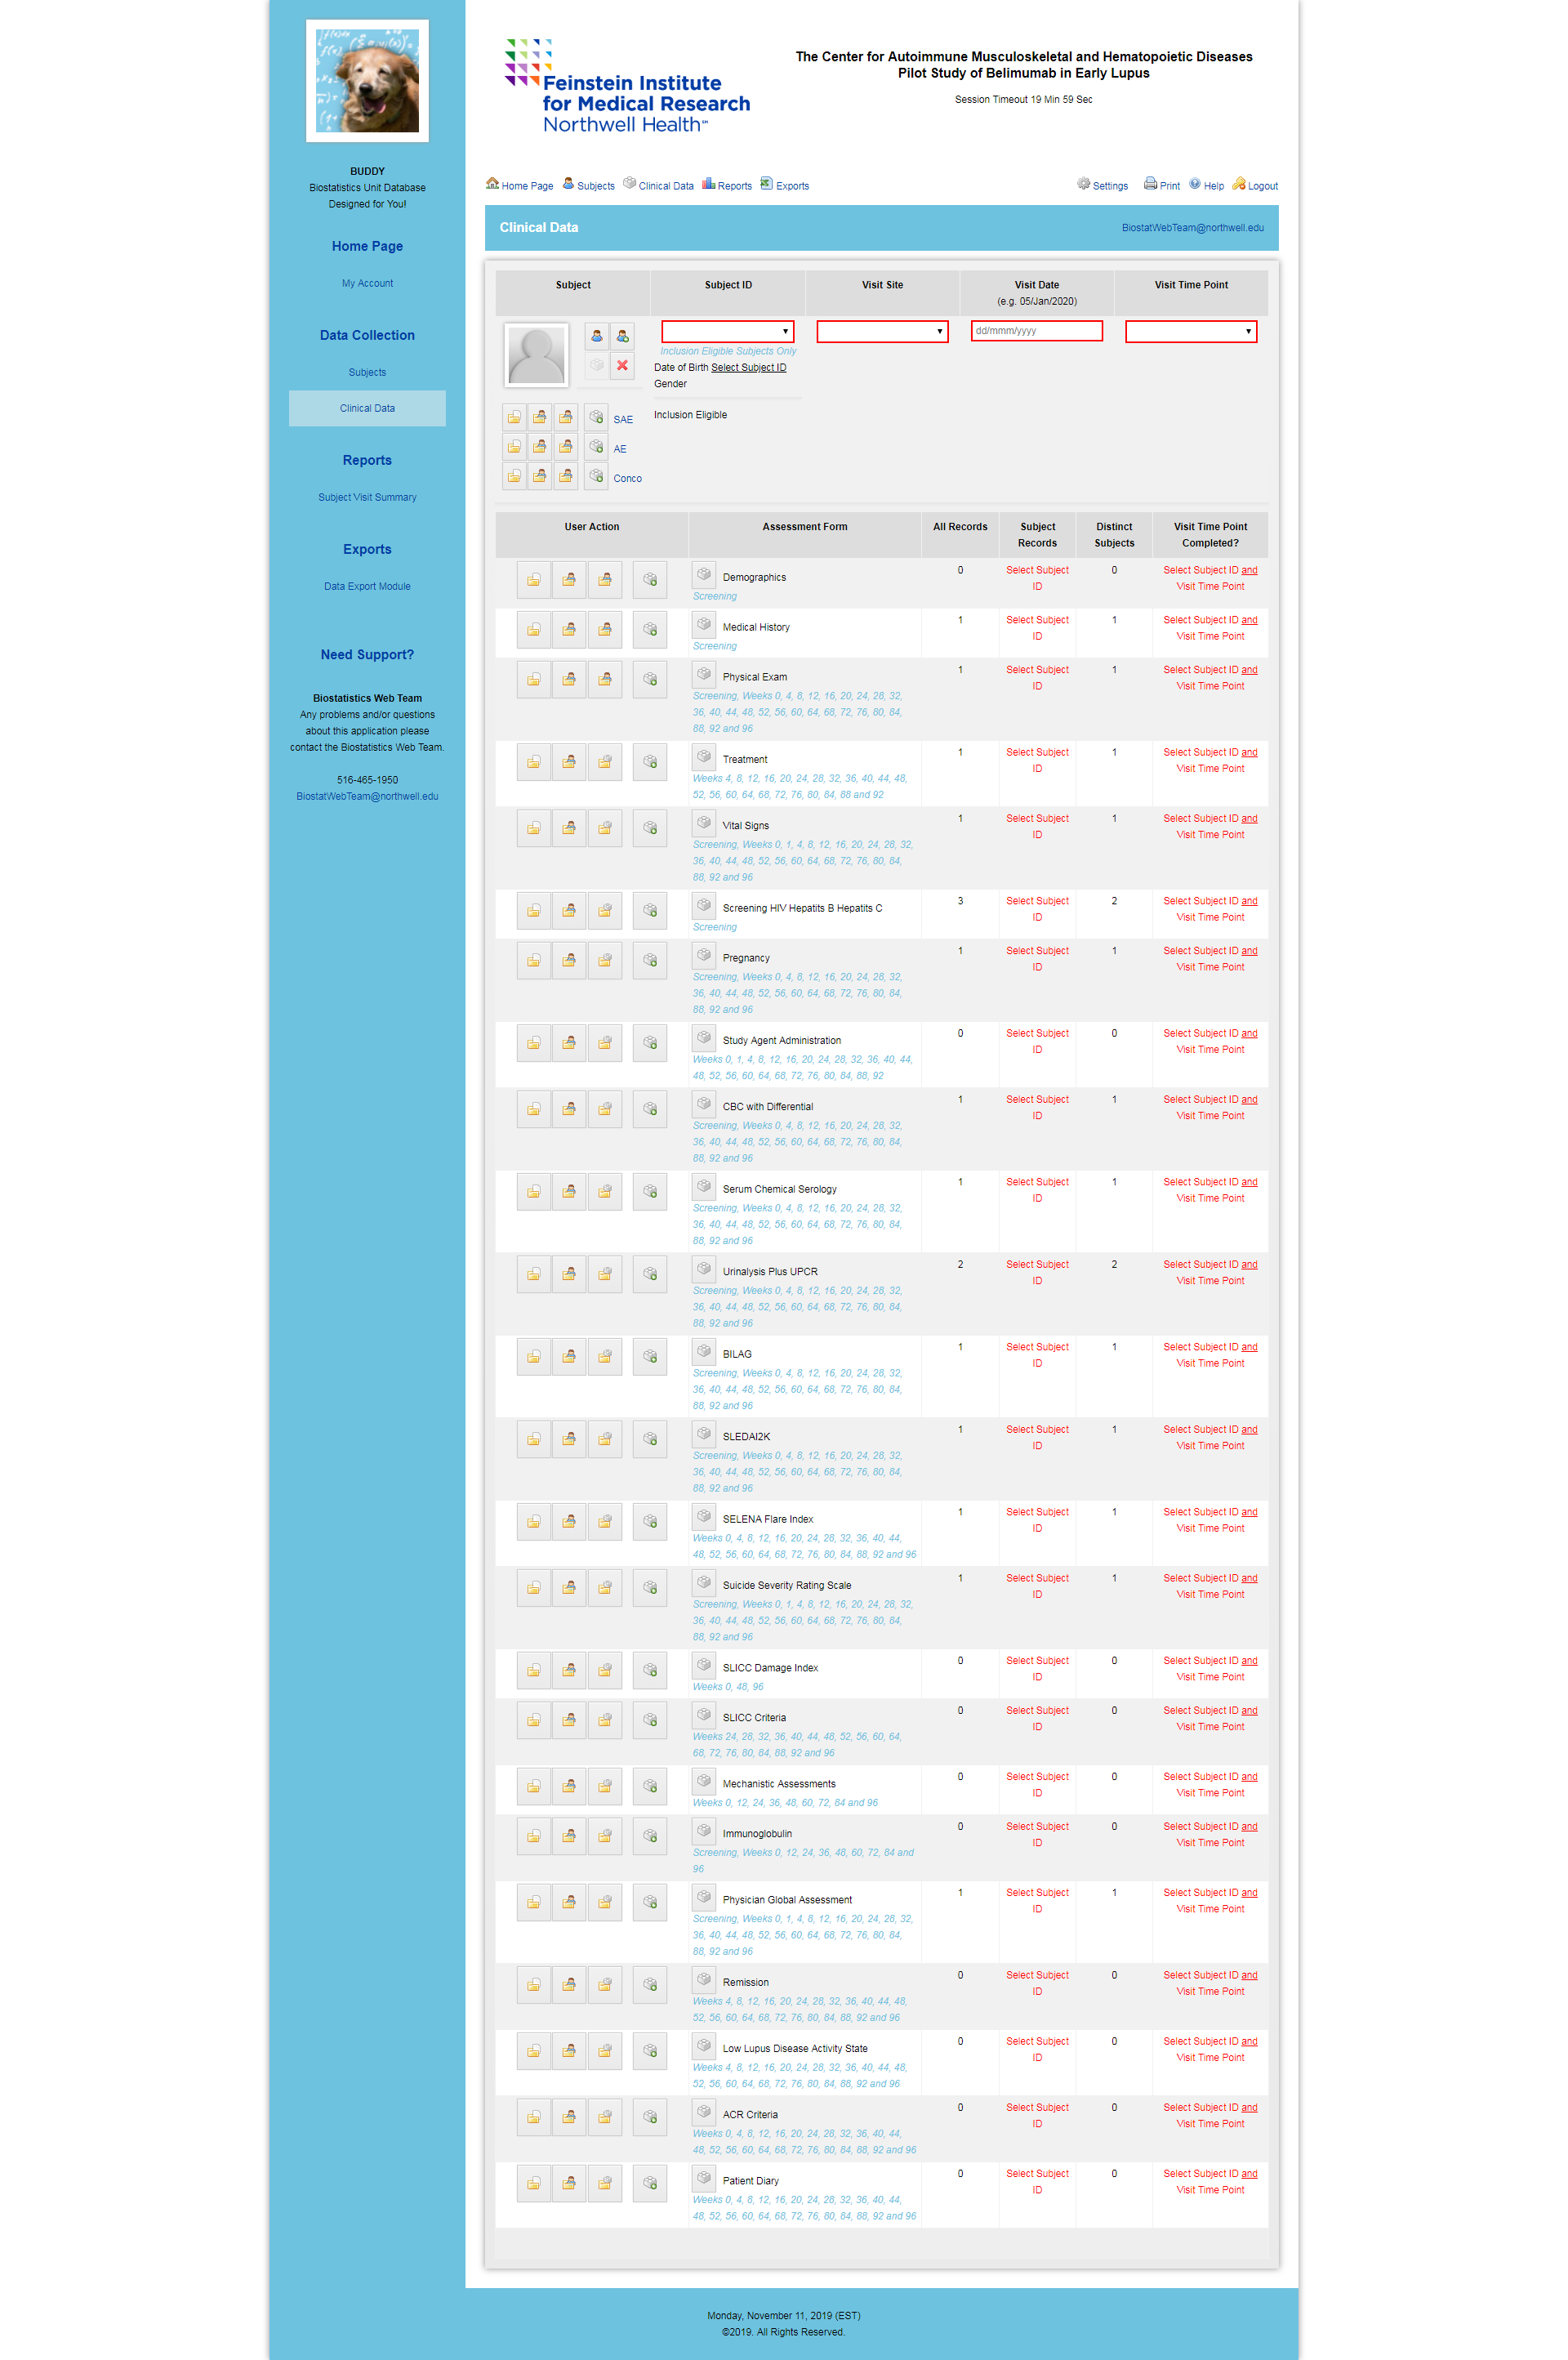 BUDDY
Biostatistics Unit Database
Designed for You!
Home Page
My Account
Data Collection
Subjects
Clinical Data
Reports
Subject Visit Summary
Exports
Data Export Module
Need Support?
Biostatistics Web Team
Any problems and/or questions
about this application please
contact the Biostatistics Web Team.
516-465-1950
BiostatWebTeam@northwell.edu
Feinstein Institute
for Medical Research
Northwell Health℠
The Center for Autoimmune Musculoskeletal and Hematopoietic Diseases
Pilot Study of Belimumab in Early Lupus
Session Timeout 19 Min 59 Sec
Home Page Subjects Clinical Data Reports Exports Settings Print Help Logout
Clinical Data BiostatWebTeam@northwell.edu
Subject Subject ID Visit Site Visit Date Visit Time Point
(e.g. 05/Jan/2020)
dd/mmm/yyyy
Inclusion Eligible Subjects Only
Date of Birth Select Subject ID
Gender
Inclusion Eligible
SAE
AE
Conco
User Action Assessment Form All Records Subject Distinct Visit Time Point
Records Subjects Completed?
Demographics 0 Select Subject 0 Select Subject ID and
Screening ID Visit Time Point
Medical History 1 Select Subject 1 Select Subject ID and
Screening ID Visit Time Point
Physical Exam 1 Select Subject 1 Select Subject ID and
ID Visit Time Point
Screening, Weeks 0, 4, 8, 12, 16, 20, 24, 28, 32,
36, 40, 44, 48, 52, 56, 60, 64, 68, 72, 76, 80, 84,
88, 92 and 96
Treatment 1 Select Subject 1 Select Subject ID and
ID Visit Time Point
Weeks 4, 8, 12, 16, 20, 24, 28, 32, 36, 40, 44, 48,
52, 56, 60, 64, 68, 72, 76, 80, 84, 88 and 92
Vital Signs 1 Select Subject 1 Select Subject ID and
ID Visit Time Point
Screening, Weeks 0, 1, 4, 8, 12, 16, 20, 24, 28, 32,
36, 40, 44, 48, 52, 56, 60, 64, 68, 72, 76, 80, 84,
88, 92 and 96
Screening HIV Hepatits B Hepatits C 3 Select Subject 2 Select Subject ID and
Screening ID Visit Time Point
Pregnancy 1 Select Subject 1 Select Subject ID and
ID Visit Time Point
Screening, Weeks 0, 4, 8, 12, 16, 20, 24, 28, 32,
36, 40, 44, 48, 52, 56, 60, 64, 68, 72, 76, 80, 84,
88, 92 and 96
Study Agent Administration 0 Select Subject 0 Select Subject ID and
ID Visit Time Point
Weeks 0, 1, 4, 8, 12, 16, 20, 24, 28, 32, 36, 40, 44,
48, 52, 56, 60, 64, 68, 72, 76, 80, 84, 88, 92
CBC with Differential 1 Select Subject 1 Select Subject ID and
ID Visit Time Point
Screening, Weeks 0, 4, 8, 12, 16, 20, 24, 28, 32,
36, 40, 44, 48, 52, 56, 60, 64, 68, 72, 76, 80, 84,
88, 92 and 96
Serum Chemical Serology 1 Select Subject 1 Select Subject ID and
ID Visit Time Point
Screening, Weeks 0, 4, 8, 12, 16, 20, 24, 28, 32,
36, 40, 44, 48, 52, 56, 60, 64, 68, 72, 76, 80, 84,
88, 92 and 96
Urinalysis Plus UPCR 2 Select Subject 2 Select Subject ID and
ID Visit Time Point
Screening, Weeks 0, 4, 8, 12, 16, 20, 24, 28, 32,
36, 40, 44, 48, 52, 56, 60, 64, 68, 72, 76, 80, 84,
88, 92 and 96
BILAG 1 Select Subject 1 Select Subject ID and
ID Visit Time Point
Screening, Weeks 0, 4, 8, 12, 16, 20, 24, 28, 32,
36, 40, 44, 48, 52, 56, 60, 64, 68, 72, 76, 80, 84,
88, 92 and 96
SLEDAI2K 1 Select Subject 1 Select Subject ID and
ID Visit Time Point
Screening, Weeks 0, 4, 8, 12, 16, 20, 24, 28, 32,
36, 40, 44, 48, 52, 56, 60, 64, 68, 72, 76, 80, 84,
88, 92 and 96
SELENA Flare Index 1 Select Subject 1 Select Subject ID and
ID Visit Time Point
Weeks 0, 4, 8, 12, 16, 20, 24, 28, 32, 36, 40, 44,
48, 52, 56, 60, 64, 68, 72, 76, 80, 84, 88, 92 and 96
Suicide Severity Rating Scale 1 Select Subject 1 Select Subject ID and
ID Visit Time Point
Screening, Weeks 0, 1, 4, 8, 12, 16, 20, 24, 28, 32,
36, 40, 44, 48, 52, 56, 60, 64, 68, 72, 76, 80, 84,
88, 92 and 96
SLICC Damage Index 0 Select Subject 0 Select Subject ID and
Weeks 0, 48, 96 ID Visit Time Point
SLICC Criteria 0 Select Subject 0 Select Subject ID and
ID Visit Time Point
Weeks 24, 28, 32, 36, 40, 44, 48, 52, 56, 60, 64,
68, 72, 76, 80, 84, 88, 92 and 96
Mechanistic Assessments 0 Select Subject 0 Select Subject ID and
ID Visit Time Point
Weeks 0, 12, 24, 36, 48, 60, 72, 84 and 96
Immunoglobulin 0 Select Subject 0 Select Subject ID and
ID Visit Time Point
Screening, Weeks 0, 12, 24, 36, 48, 60, 72, 84 and
96
Physician Global Assessment 1 Select Subject 1 Select Subject ID and
ID Visit Time Point
Screening, Weeks 0, 1, 4, 8, 12, 16, 20, 24, 28, 32,
36, 40, 44, 48, 52, 56, 60, 64, 68, 72, 76, 80, 84,
88, 92 and 96
Remission 0 Select Subject 0 Select Subject ID and
ID Visit Time Point
Weeks 4, 8, 12, 16, 20, 24, 28, 32, 36, 40, 44, 48,
52, 56, 60, 64, 68, 72, 76, 80, 84, 88, 92 and 96
Low Lupus Disease Activity State 0 Select Subject 0 Select Subject ID and
ID Visit Time Point
Weeks 4, 8, 12, 16, 20, 24, 28, 32, 36, 40, 44, 48,
52, 56, 60, 64, 68, 72, 76, 80, 84, 88, 92 and 96
ACR Criteria 0 Select Subject 0 Select Subject ID and
ID Visit Time Point
Weeks 0, 4, 8, 12, 16, 20, 24, 28, 32, 36, 40, 44,
48, 52, 56, 60, 64, 68, 72, 76, 80, 84, 88, 92 and 96
Patient Diary 0 Select Subject 0 Select Subject ID and
ID Visit Time Point
Weeks 0, 4, 8, 12, 16, 20, 24, 28, 32, 36, 40, 44,
48, 52, 56, 60, 64, 68, 72, 76, 80, 84, 88, 92 and 96
Monday, November 11, 2019 (EST)
©2019. All Rights Reserved.